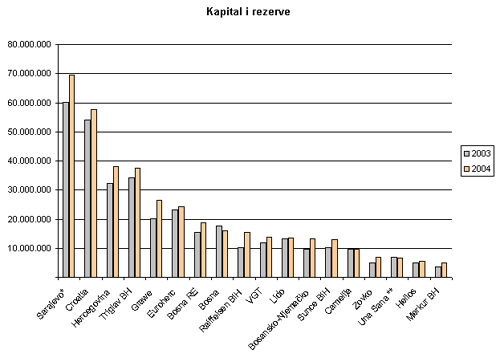 Kapital i rezerve
80.000.000
70.000.000
60.000.000
50.000.000
40.000.000
30.000.000
20.000.000
10.000.000
2003
2004
Sarajevo*
Croatia
Hercegovina
Triglav BH
Grawe
Euroherc
Bosna RE
Bosna
Raiffeisen BIH
VGT
Lido
Bosansko-Njemačko
Sunce BIH
Camelija
Zovko
Una Sana **
Helios
Merkur BH